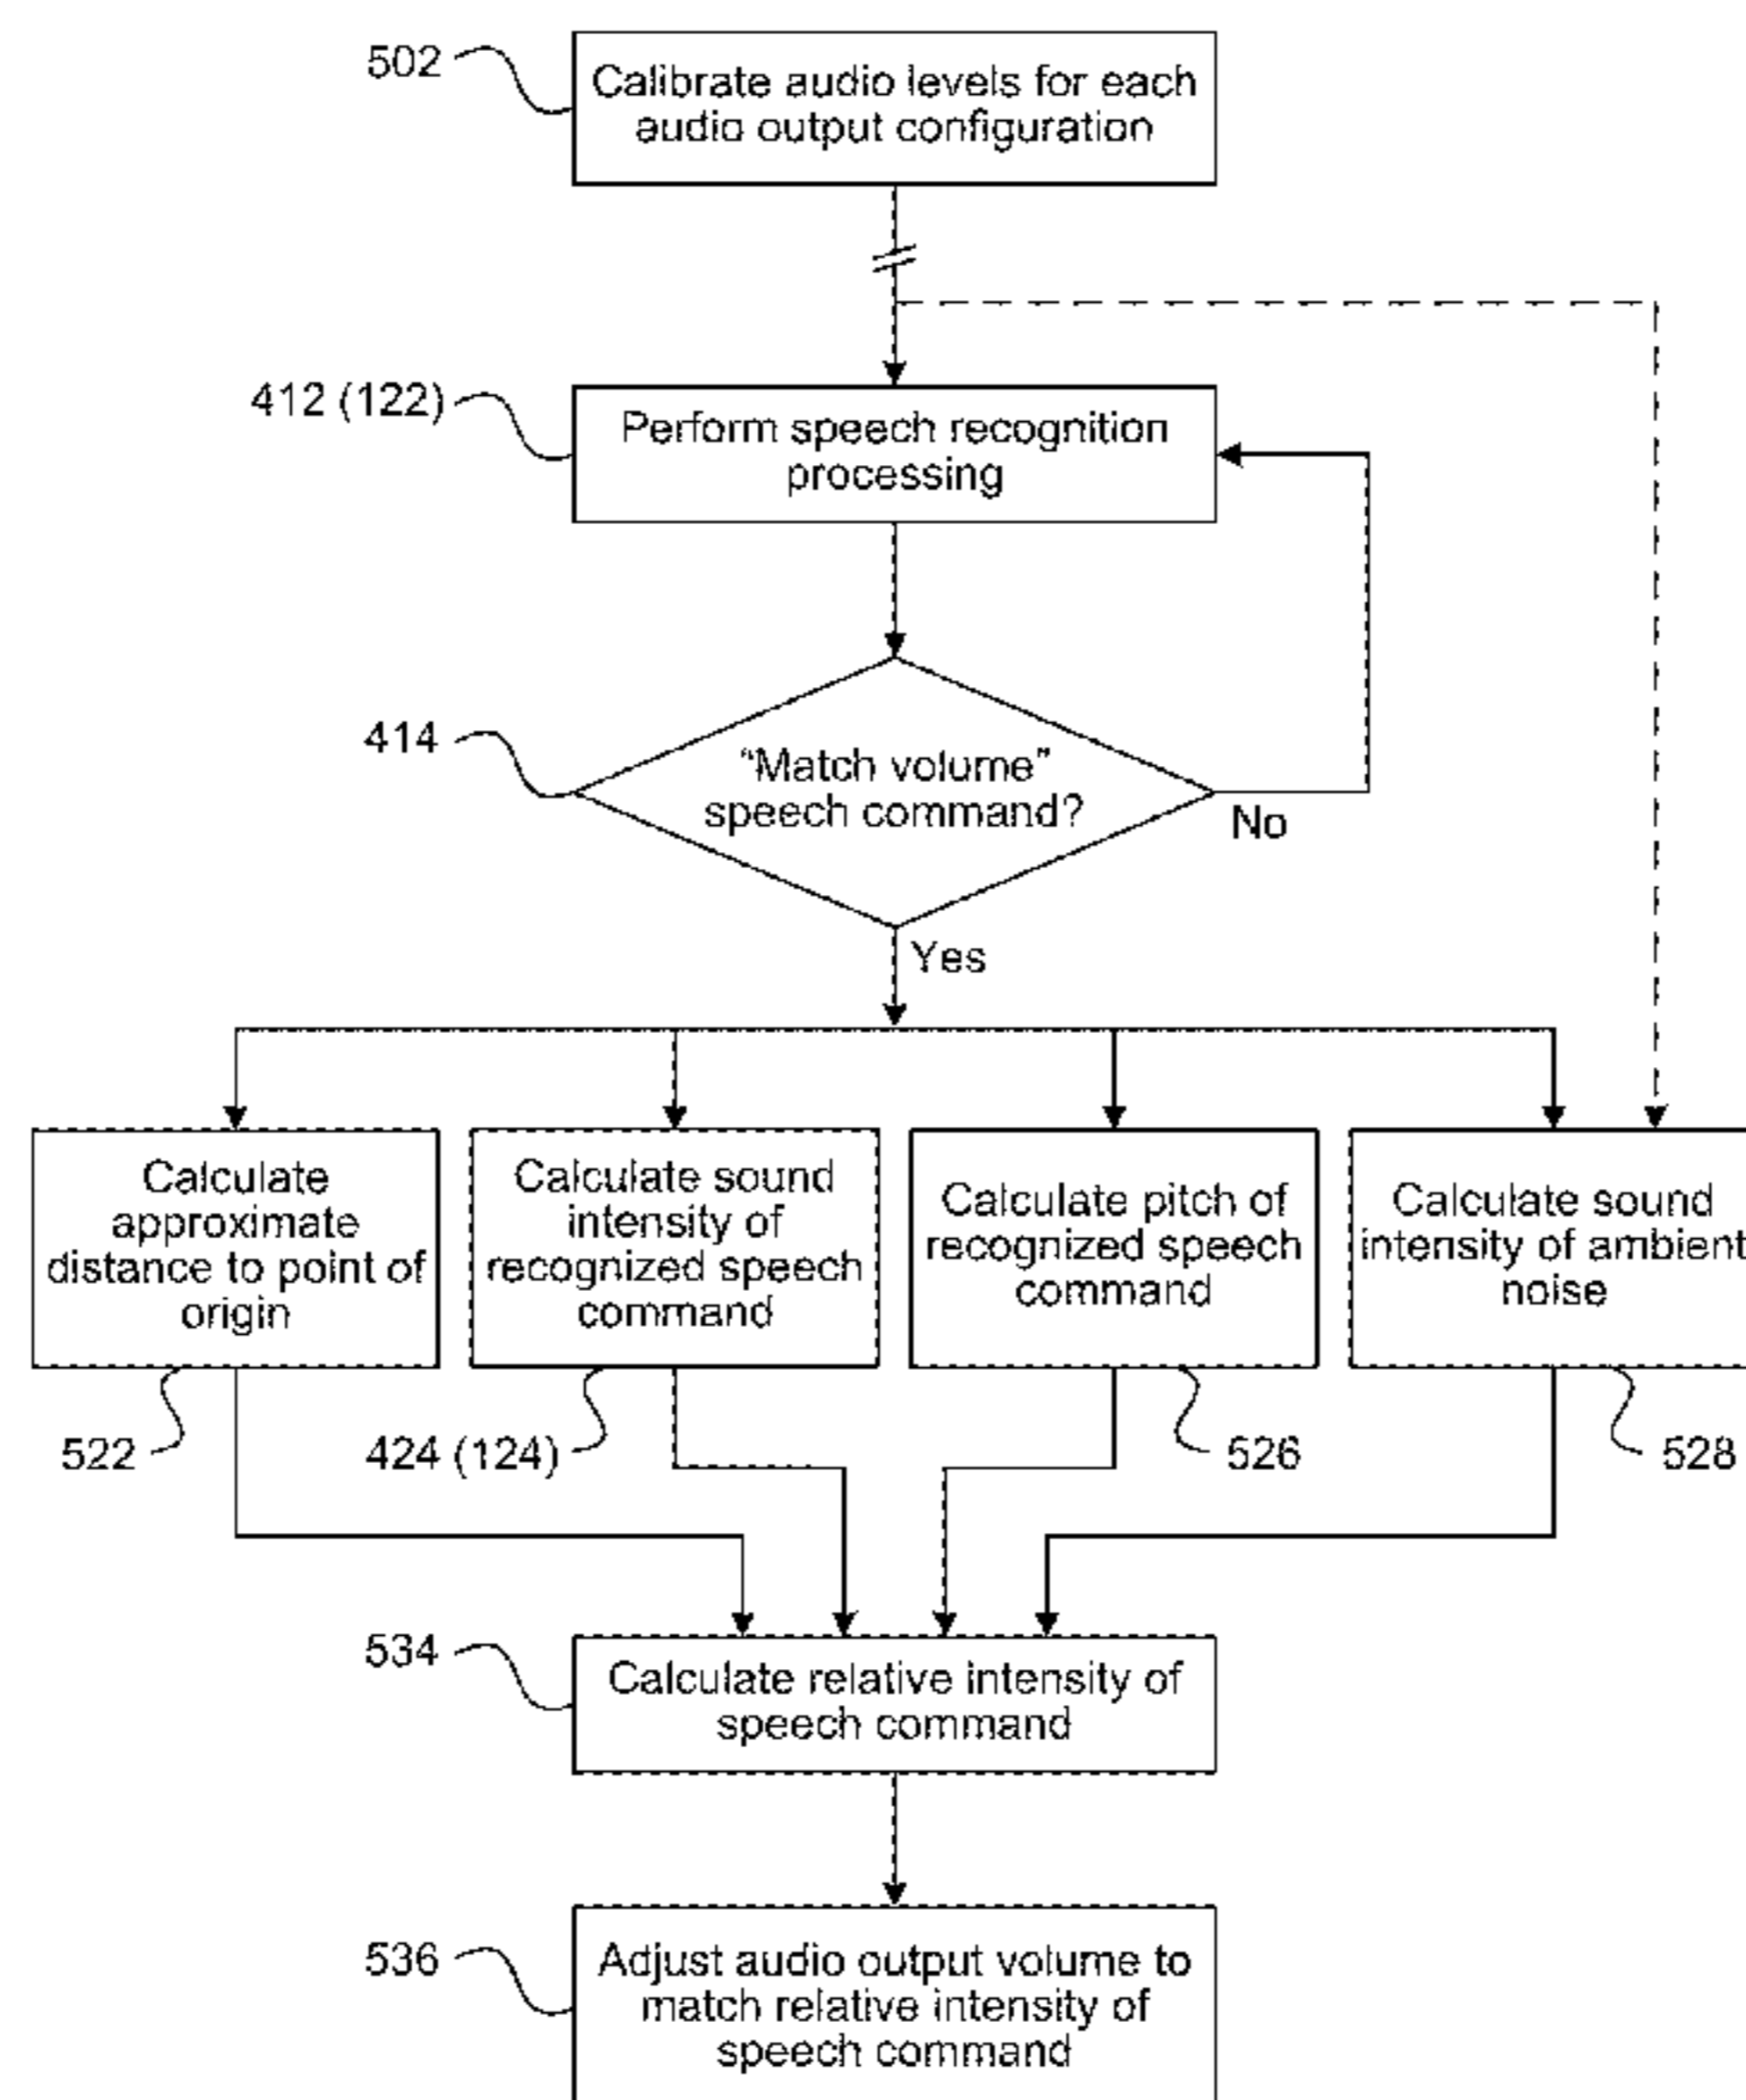 502
Calibrate audio levels for each
audio output configuration
412 (122)
Perform speech recognition
processing
414
“Match volume”
speech command?
No
Yes
Calculate
approximate
distance to point of
origin
Calculate sound
intensity of
recognized speech
command
Calculate pitch of
recognized speech
command
Calculate sound
intensity of ambient
noise
522
424 (124)
526
528
534
Calculate relative intensity of
speech command
536
Adjust audio output volume to
match relative intensity of
speech command